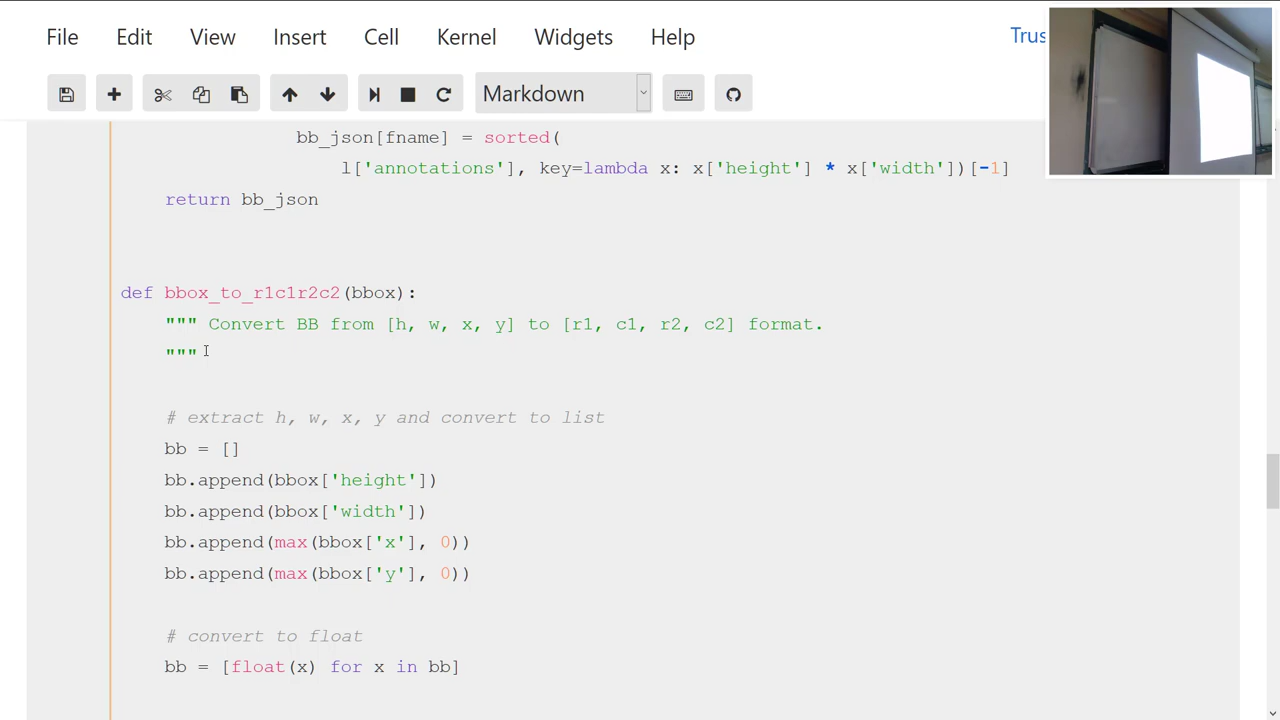 File Edit View Insert Cell Kernel Widgets Help Trus
Markdown
bb_json[fname] = sorted(
l['annotations'], key=lambda x: x['height'] * x['width'])[-1]
return bb_json
def bbox_to_r1c1r2c2(bbox):
""" Convert BB from [h, w, x, y] to [r1, c1, r2, c2] format.
"""
# extract h, w, x, y and convert to list
bb = []
bb.append(bbox['height'])
bb.append(bbox['width'])
bb.append(max(bbox['x'], 0))
bb.append(max(bbox['y'], 0))
# convert to float
bb = [float(x) for x in bb]